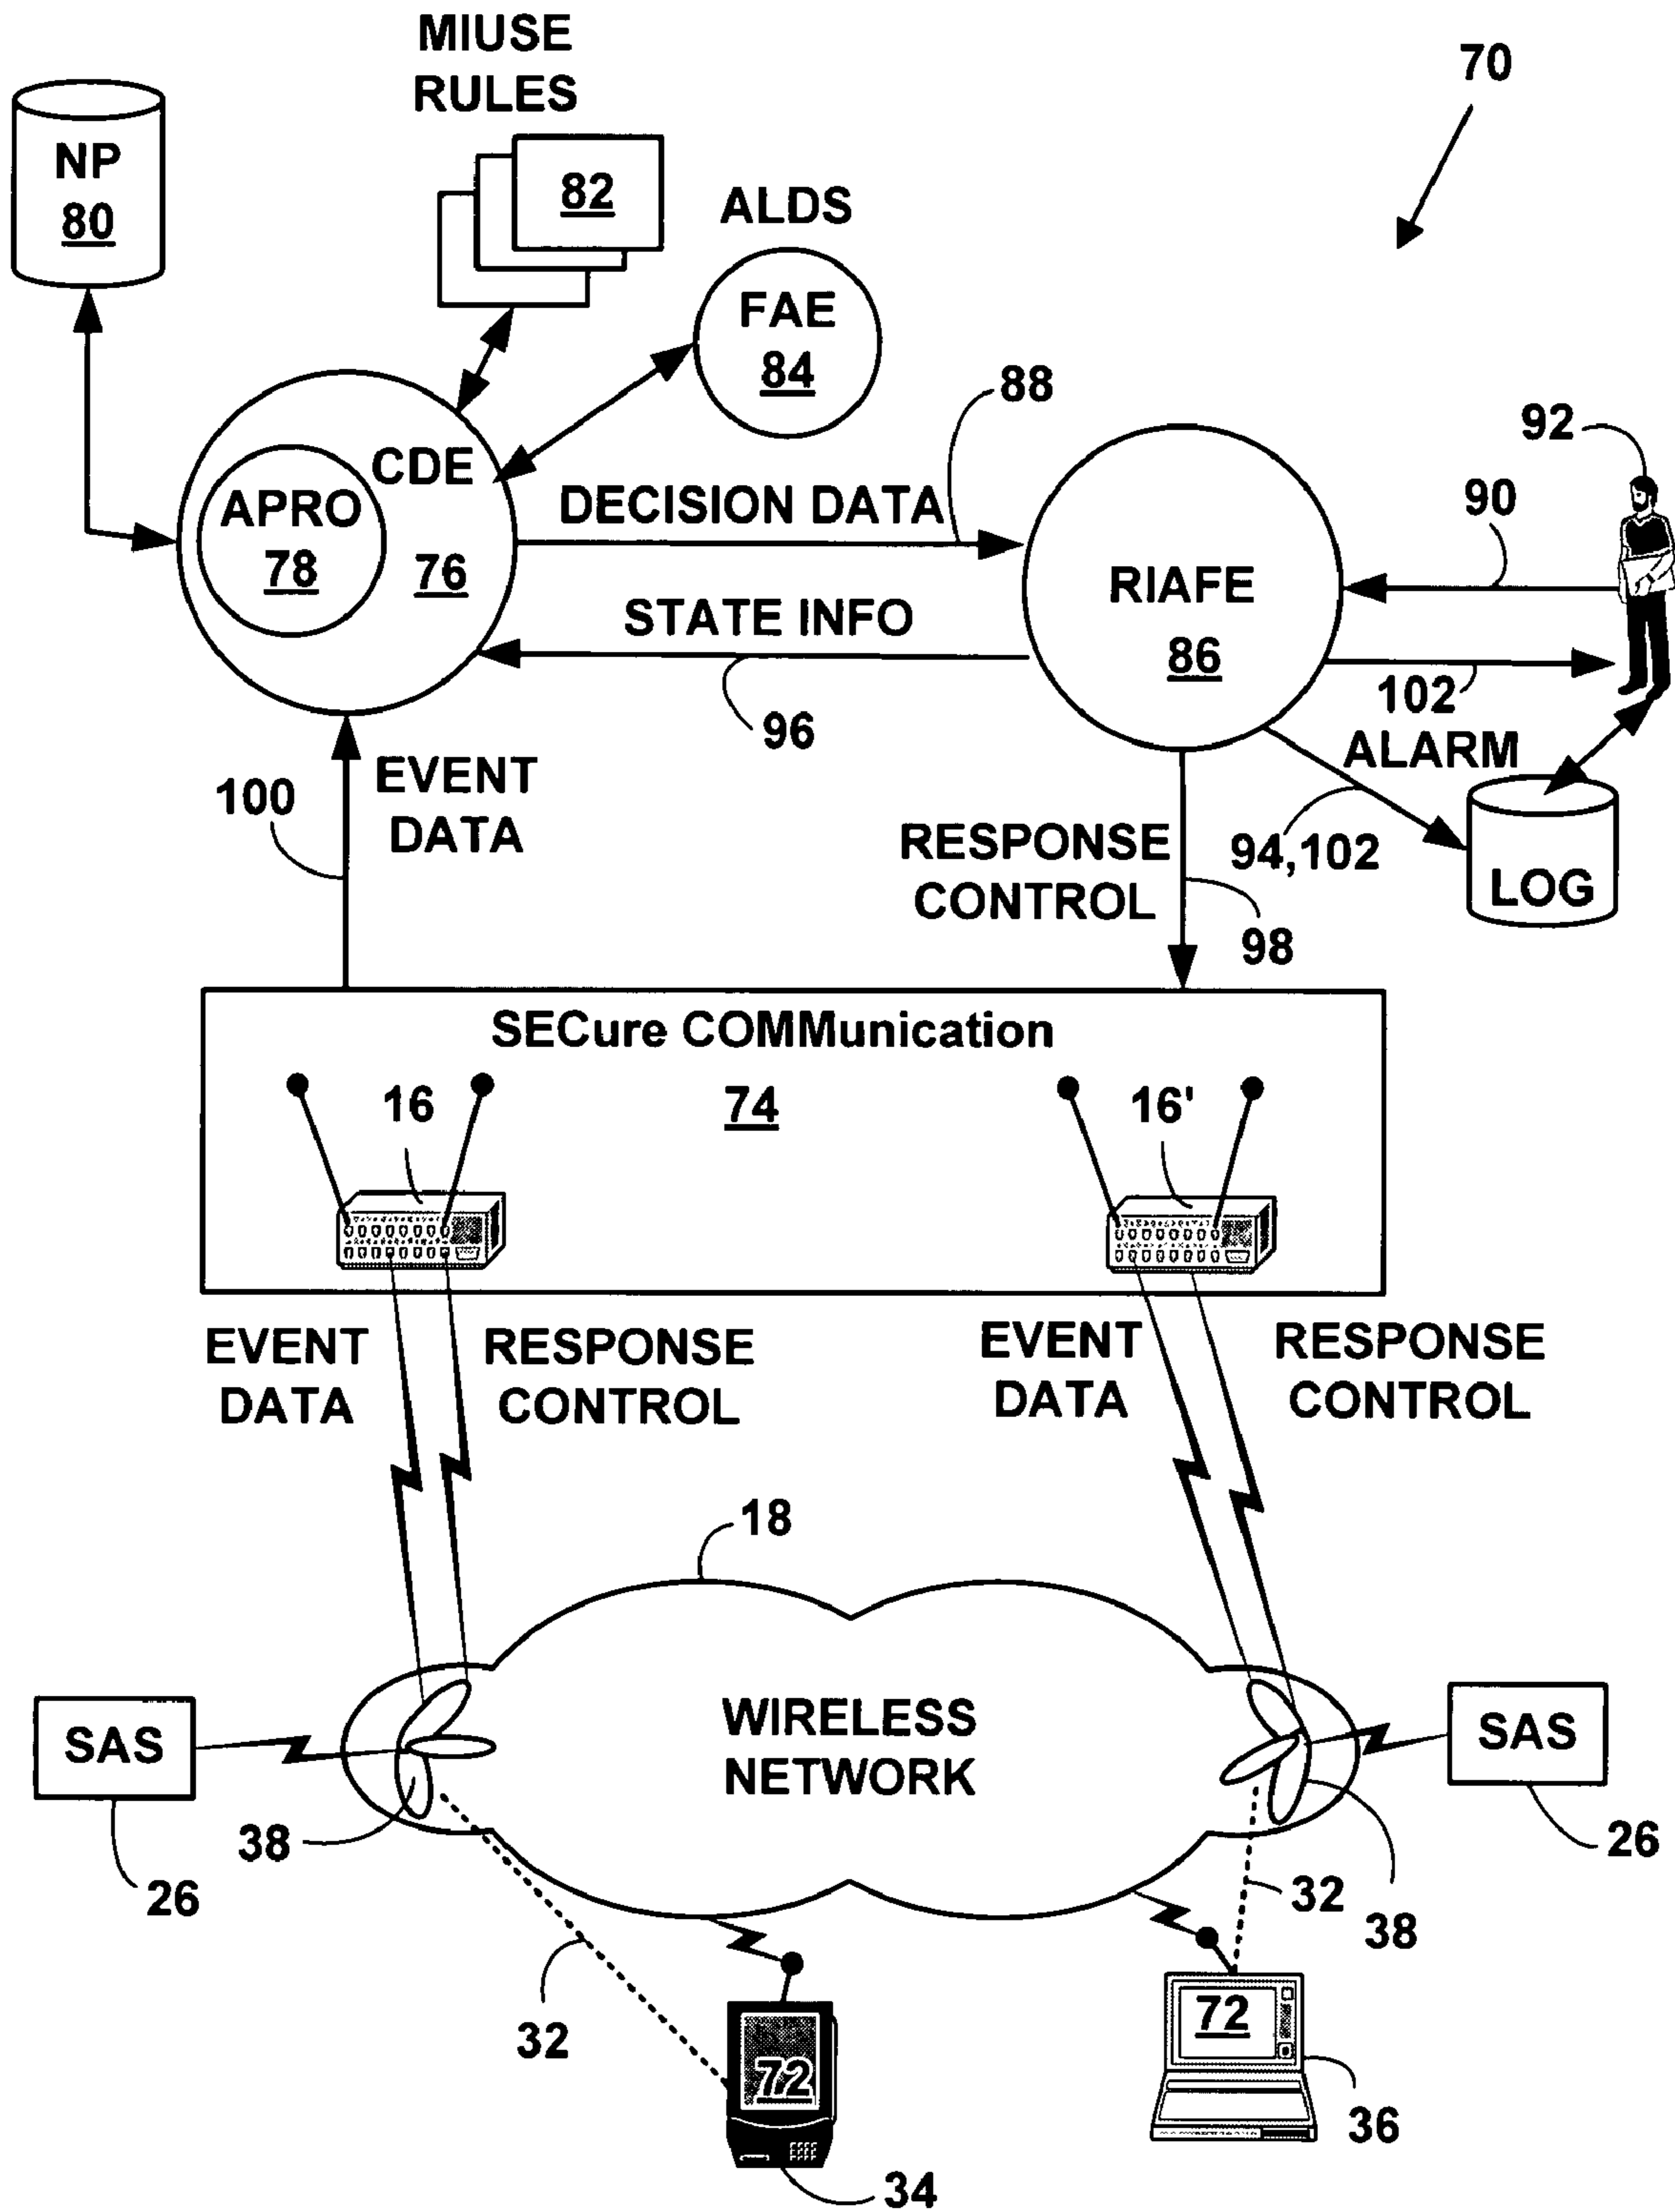 MIUSE
RULES
70
NP
80
82
ALDS
FAE
84
88
92
CDE
APRO
78
76
DECISION DATA
90
STATE INFO
RIAFE
86
96
102
ALARM
EVENT
DATA
100
RESPONSE
CONTROL
94,102
98
LOG
SECure COMMunication
74
16
16'
EVENT
DATA
RESPONSE
CONTROL
EVENT
DATA
RESPONSE
CONTROL
18
WIRELESS
NETWORK
SAS
SAS
38
26
26
32
38
32
72
72
36
34